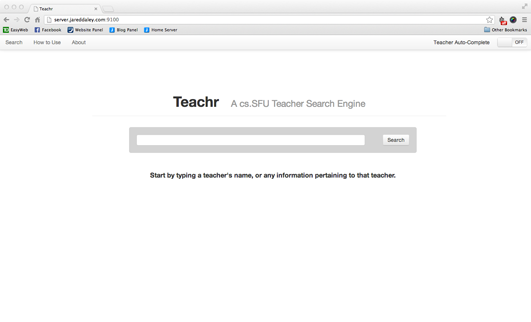 Teachr
server.jareddaley.com:9100
EasyWeb Facebook Website Panel Blog Panel Home Server Other Bookmarks
Search How to Use About Teacher Auto-Complete OFF
Teachr A cs.SFU Teacher Search Engine
Search
Start by typing a teacher's name, or any information pertaining to that teacher.